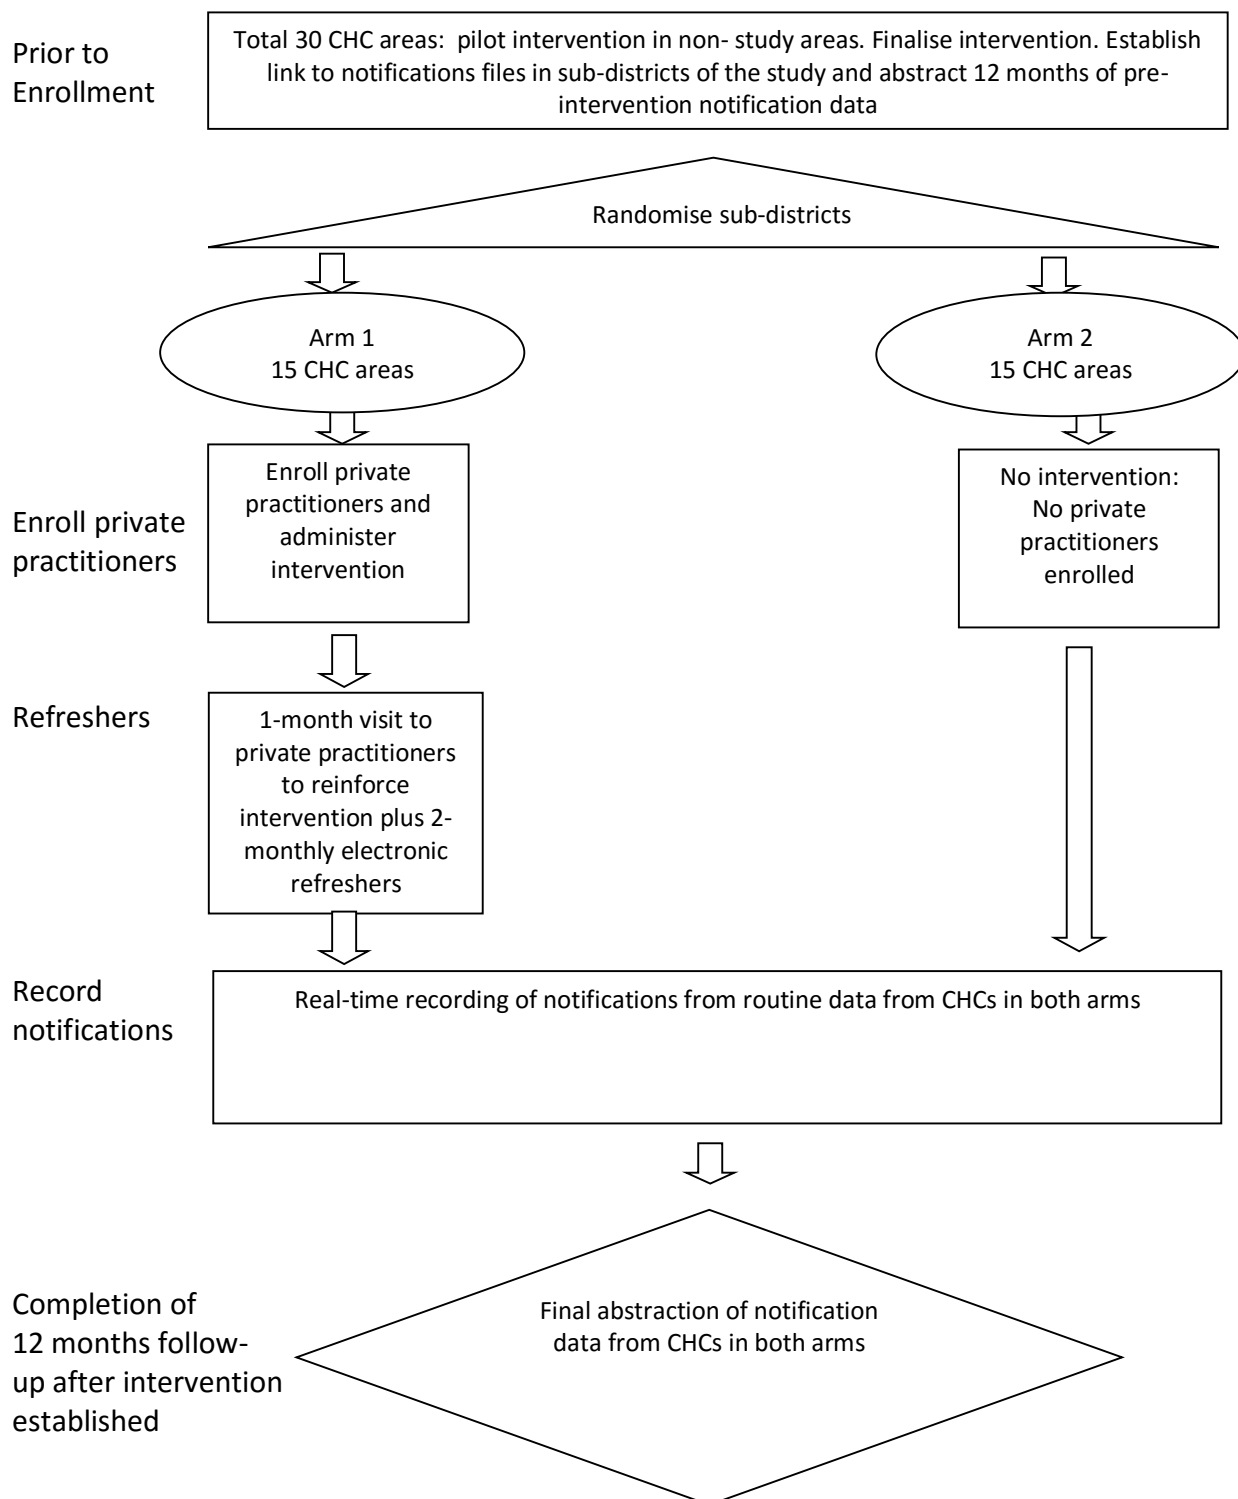 Prior to
Enrollment
Total 30 CHC areas:  pilot intervention in non- study areas. Finalise intervention. Establish
link to notifications files in sub-districts of the study and abstract 12 months of pre-
intervention notification data
Randomise sub-districts
Arm 1
15 CHC areas
Arm 2
15 CHC areas
Enroll private
practitioners
Enroll private
practitioners and
administer
intervention
No intervention:
No private
practitioners
enrolled
Refreshers
1-month visit to
private practitioners
to reinforce
intervention plus 2-
monthly electronic
refreshers
Record
notifications
Real-time recording of notifications from routine data from CHCs in both arms
Completion of
12 months follow-
up after intervention
established
Final abstraction of notification
data from CHCs in both arms